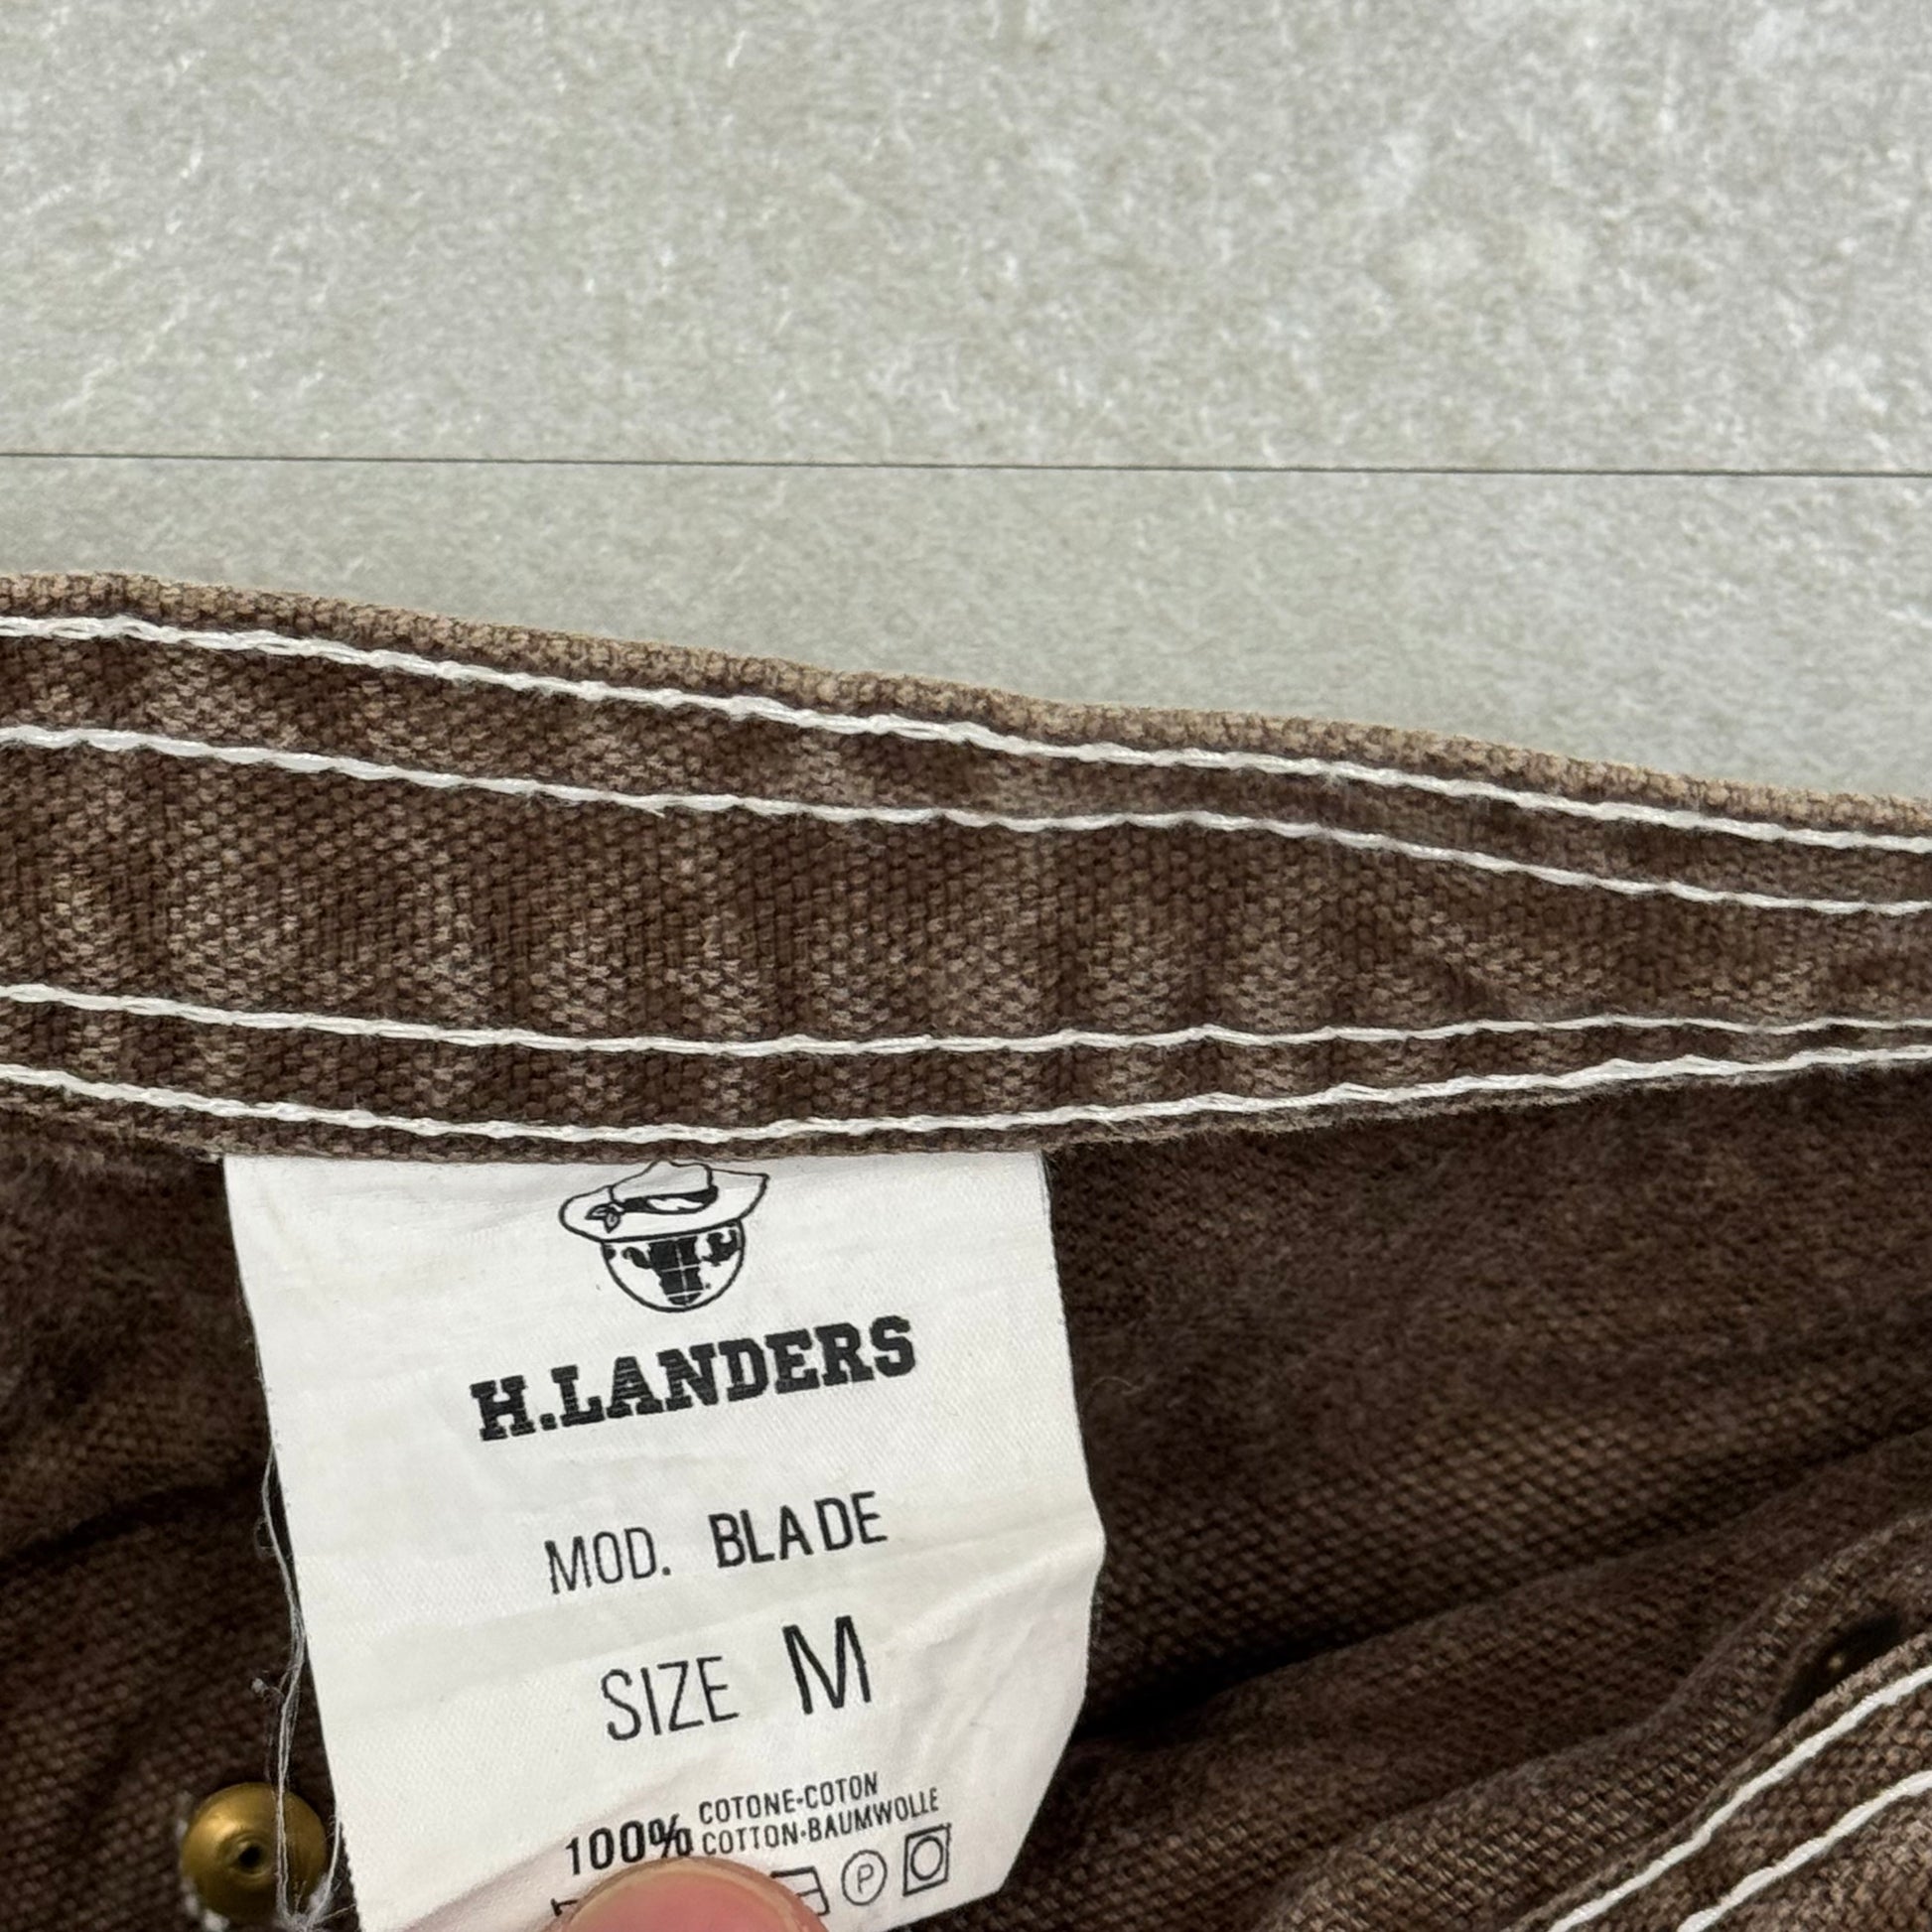 H.LANDERS
MOD. BLADE
SIZE M
100% COTONE-COTON
COTTON-BAUMWOLLE
P